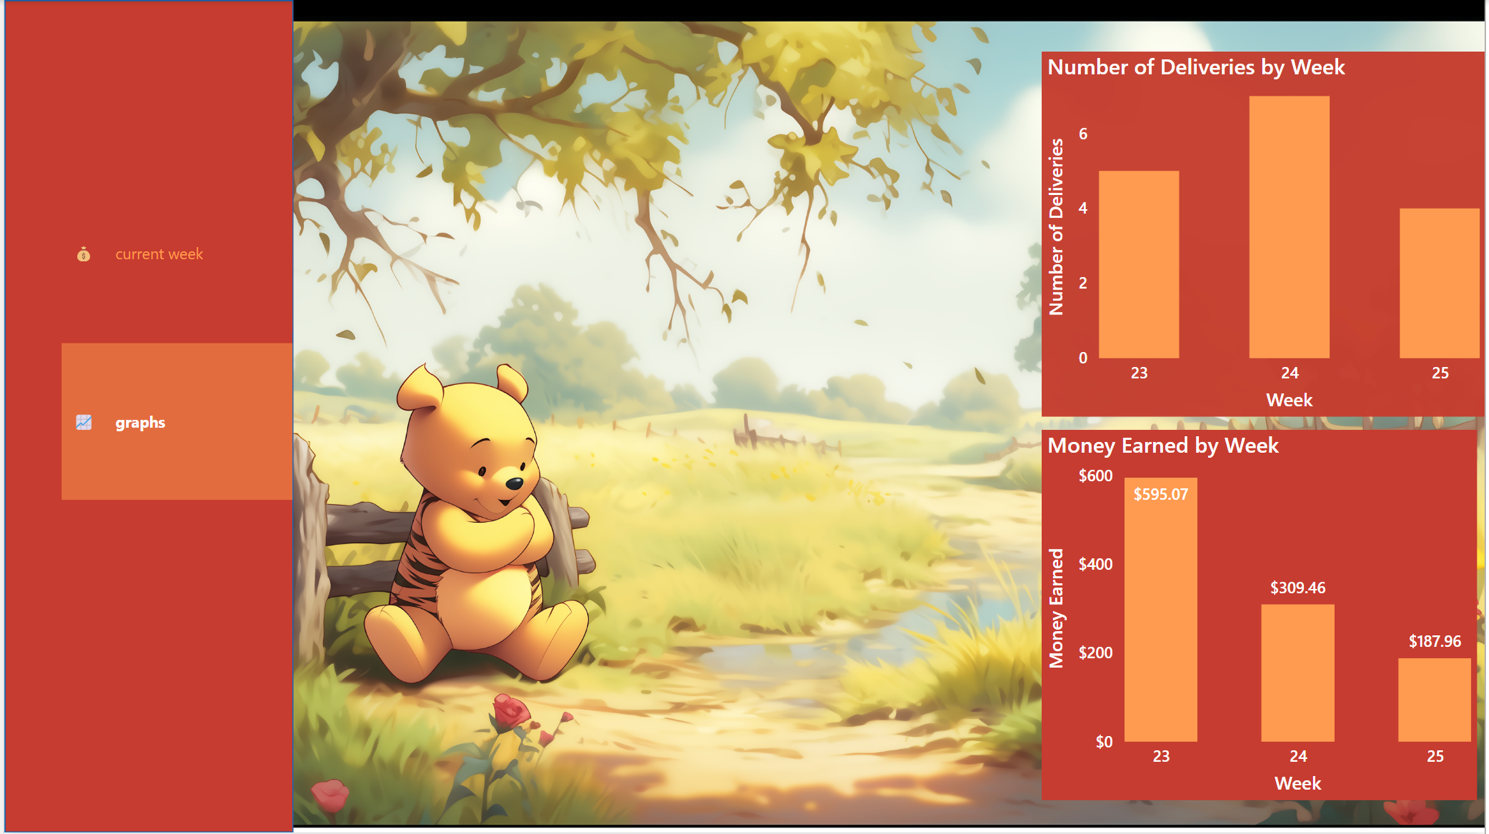 current week
graphs
Number of Deliveries by Week
Number of Deliveries
6
4
2
0
23
24
25
Week
Money Earned by Week
Money Earned
$600
$400
$200
$0
$595.07
$309.46
$187.96
23
24
25
Week